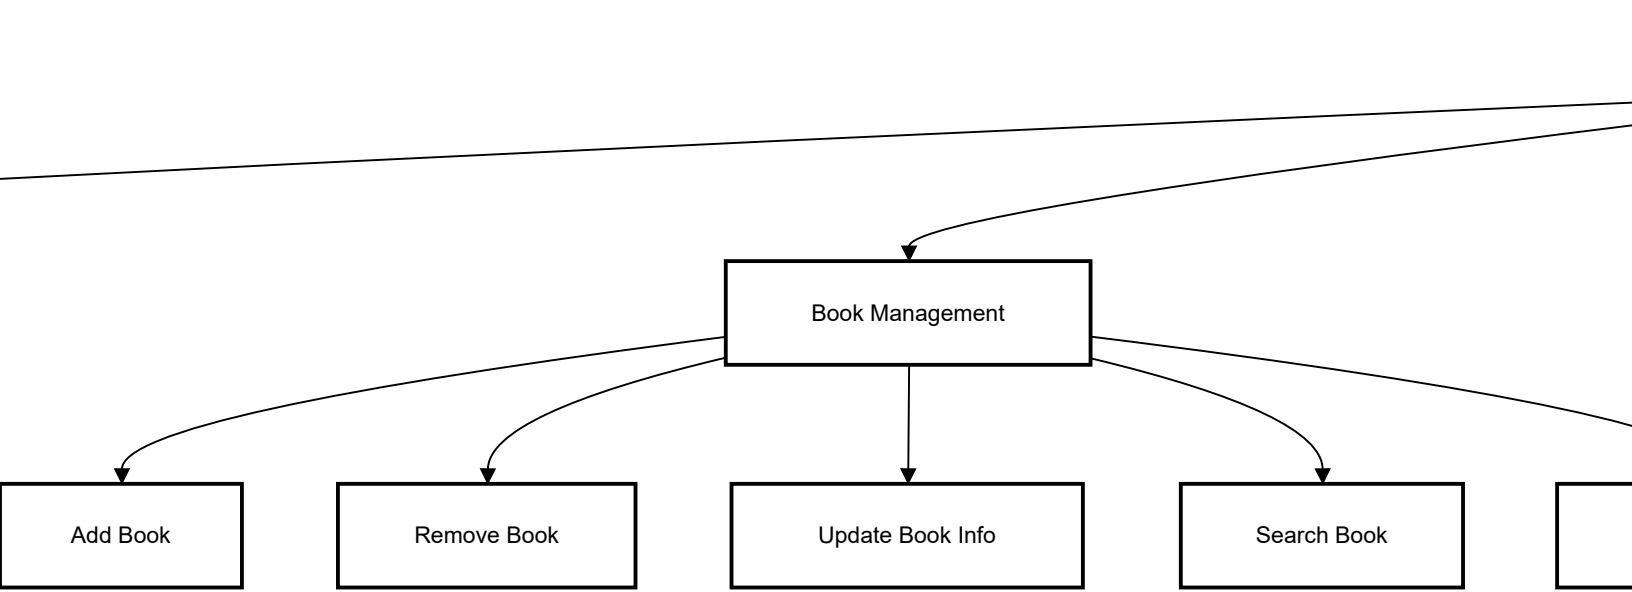 Book Management
Add Book
Remove Book
Update Book Info
Search Book